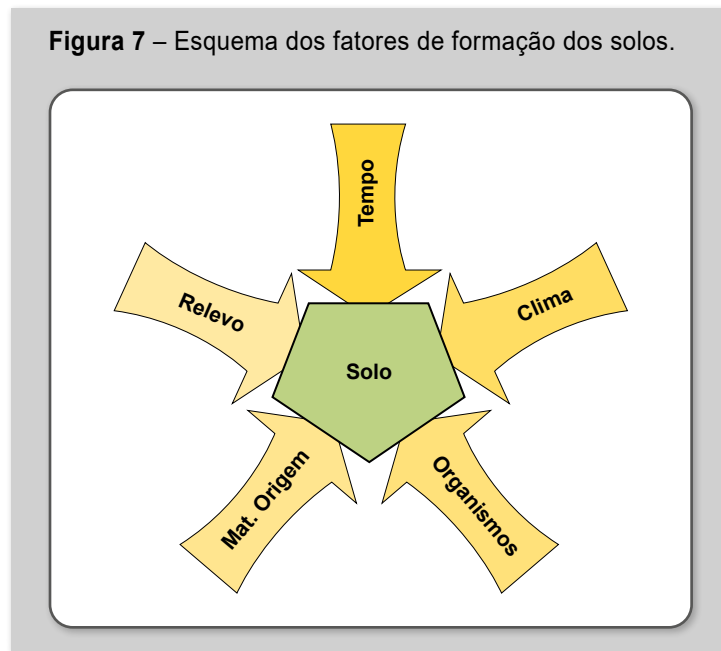 Figura 7 – Esquema dos fatores de formação dos solos.
Tempo
Relevo
Clima
Solo
Mat. Origem
Organismos